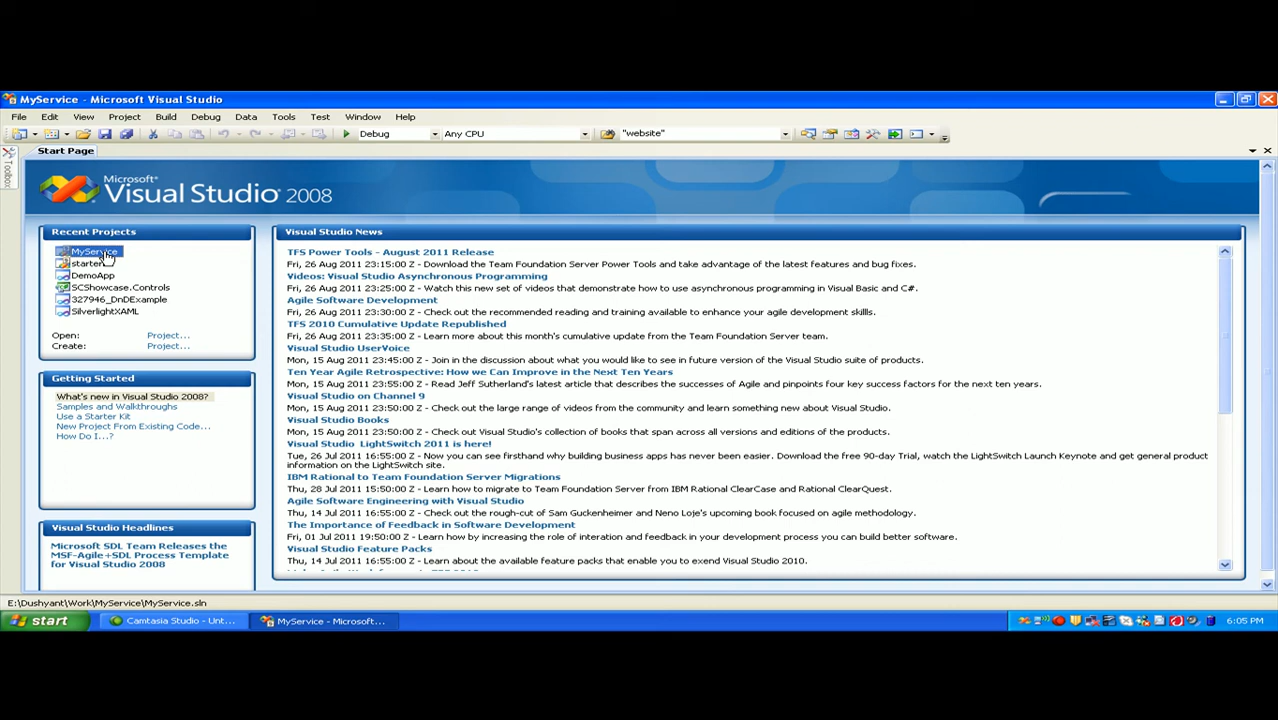 MyService - Microsoft Visual Studio
File Edit View Project Build Debug Data Tools Test Window Help
Debug Any CPU "website"
Toolbox
Start Page
Microsoft®
Visual Studio® 2008
Recent Projects
MyService
starter
DemoApp
SCShowcase.Controls
327946_DnDExample
SilverlightXAML
Open: Project...
Create: Project...
Getting Started
What's new in Visual Studio 2008?
Samples and Walkthroughs
Use a Starter Kit
New Project From Existing Code...
How Do I...?
Visual Studio Headlines
Microsoft SDL Team Releases the
MSF-Agile+SDL Process Template
for Visual Studio 2008
Visual Studio News
TFS Power Tools - August 2011 Release
Fri, 26 Aug 2011 23:15:00 Z - Download the Team Foundation Server Power Tools and take advantage of the latest features and bug fixes.
Videos: Visual Studio Asynchronous Programming
Fri, 26 Aug 2011 23:25:00 Z - Watch this new set of videos that demonstrate how to use asynchronous programming in Visual Basic and C#.
Agile Software Development
Fri, 26 Aug 2011 23:30:00 Z - Check out the recommended reading and training available to enhance your agile development skills.
TFS 2010 Cumulative Update Republished
Fri, 26 Aug 2011 23:35:00 Z - Learn more about this month's cumulative update from the Team Foundation Server team.
Visual Studio UserVoice
Mon, 15 Aug 2011 23:45:00 Z - Join in the discussion about what you would like to see in future version of the Visual Studio suite of products.
Ten Year Agile Retrospective: How we Can Improve in the Next Ten Years
Mon, 15 Aug 2011 23:55:00 Z - Read Jeff Sutherland's latest article that describes the successes of Agile and pinpoints four key success factors for the next ten years.
Visual Studio on Channel 9
Mon, 15 Aug 2011 23:50:00 Z - Check out the large range of videos from the community and learn something new about Visual Studio.
Visual Studio Books
Mon, 15 Aug 2011 23:50:00 Z - Check out Visual Studio's collection of books that span across all versions and editions of the products.
Visual Studio LightSwitch 2011 is here!
Tue, 26 Jul 2011 16:55:00 Z - Now you can see firsthand why building business apps has never been easier. Download the free 90-day Trial, watch the LightSwitch Launch Keynote and get general product
information on the LightSwitch site.
IBM Rational to Team Foundation Server Migrations
Thu, 28 Jul 2011 15:50:00 Z - Learn how to migrate to Team Foundation Server from IBM Rational ClearCase and Rational ClearQuest.
Agile Software Engineering with Visual Studio
Thu, 14 Jul 2011 16:55:00 Z - Check out the rough-cut of Sam Guckenheimer and Neno Loje's upcoming book focused on agile methodology.
The Importance of Feedback in Software Development
Fri, 01 Jul 2011 19:50:00 Z - Learn how by increasing the role of interation and feedback in your development process you can build better software.
Visual Studio Feature Packs
Thu, 14 Jul 2011 16:55:00 Z - Learn about the available feature packs that enable you to exend Visual Studio 2010.
E:\Dushyant\Work\MyService\MyService.sln
start Camtasia Studio - Unt... MyService - Microsoft... 6:05 PM